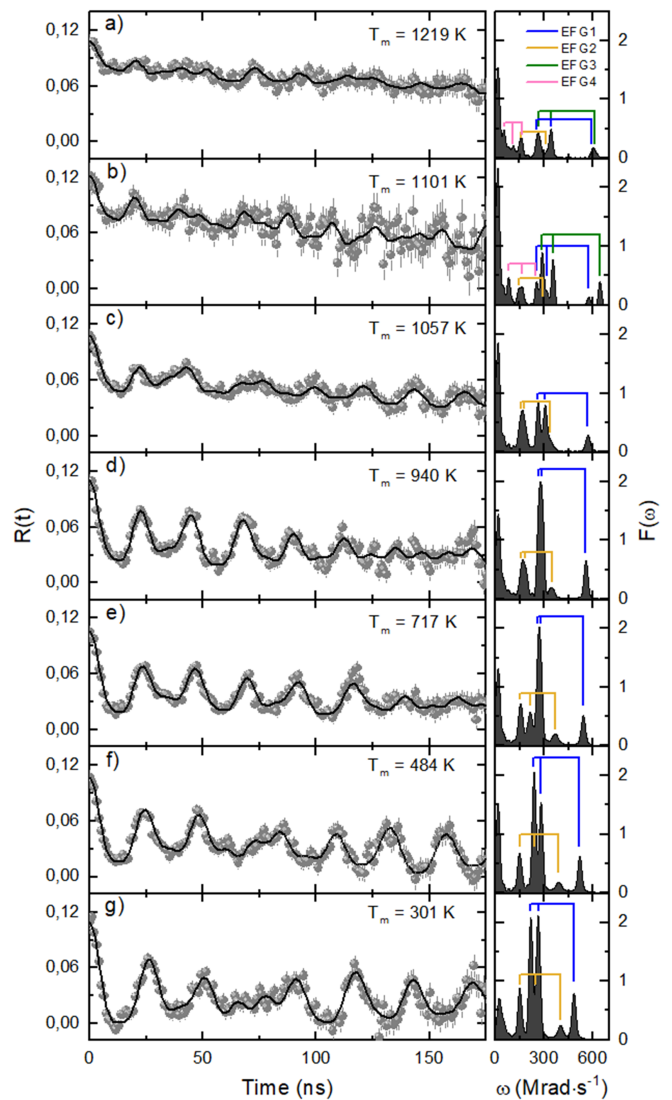 a)
T_m = 1219 K
0,12
0,06
0,00
EFG1
EFG2
EFG3
EFG4
2
1
0
b)
T_m = 1101 K
0,12
0,06
0,00
2
1
0
c)
T_m = 1057 K
0,12
0,06
0,00
2
1
0
d)
T_m = 940 K
0,12
0,06
0,00
2
1
0
R(t)
F(ω)
e)
T_m = 717 K
0,12
0,06
0,00
2
1
0
f)
T_m = 484 K
0,12
0,06
0,00
2
1
0
g)
T_m = 301 K
0,12
0,06
0,00
2
1
0
0 50 100 150
0 300 600
Time (ns)
ω (Mrad·s⁻¹)